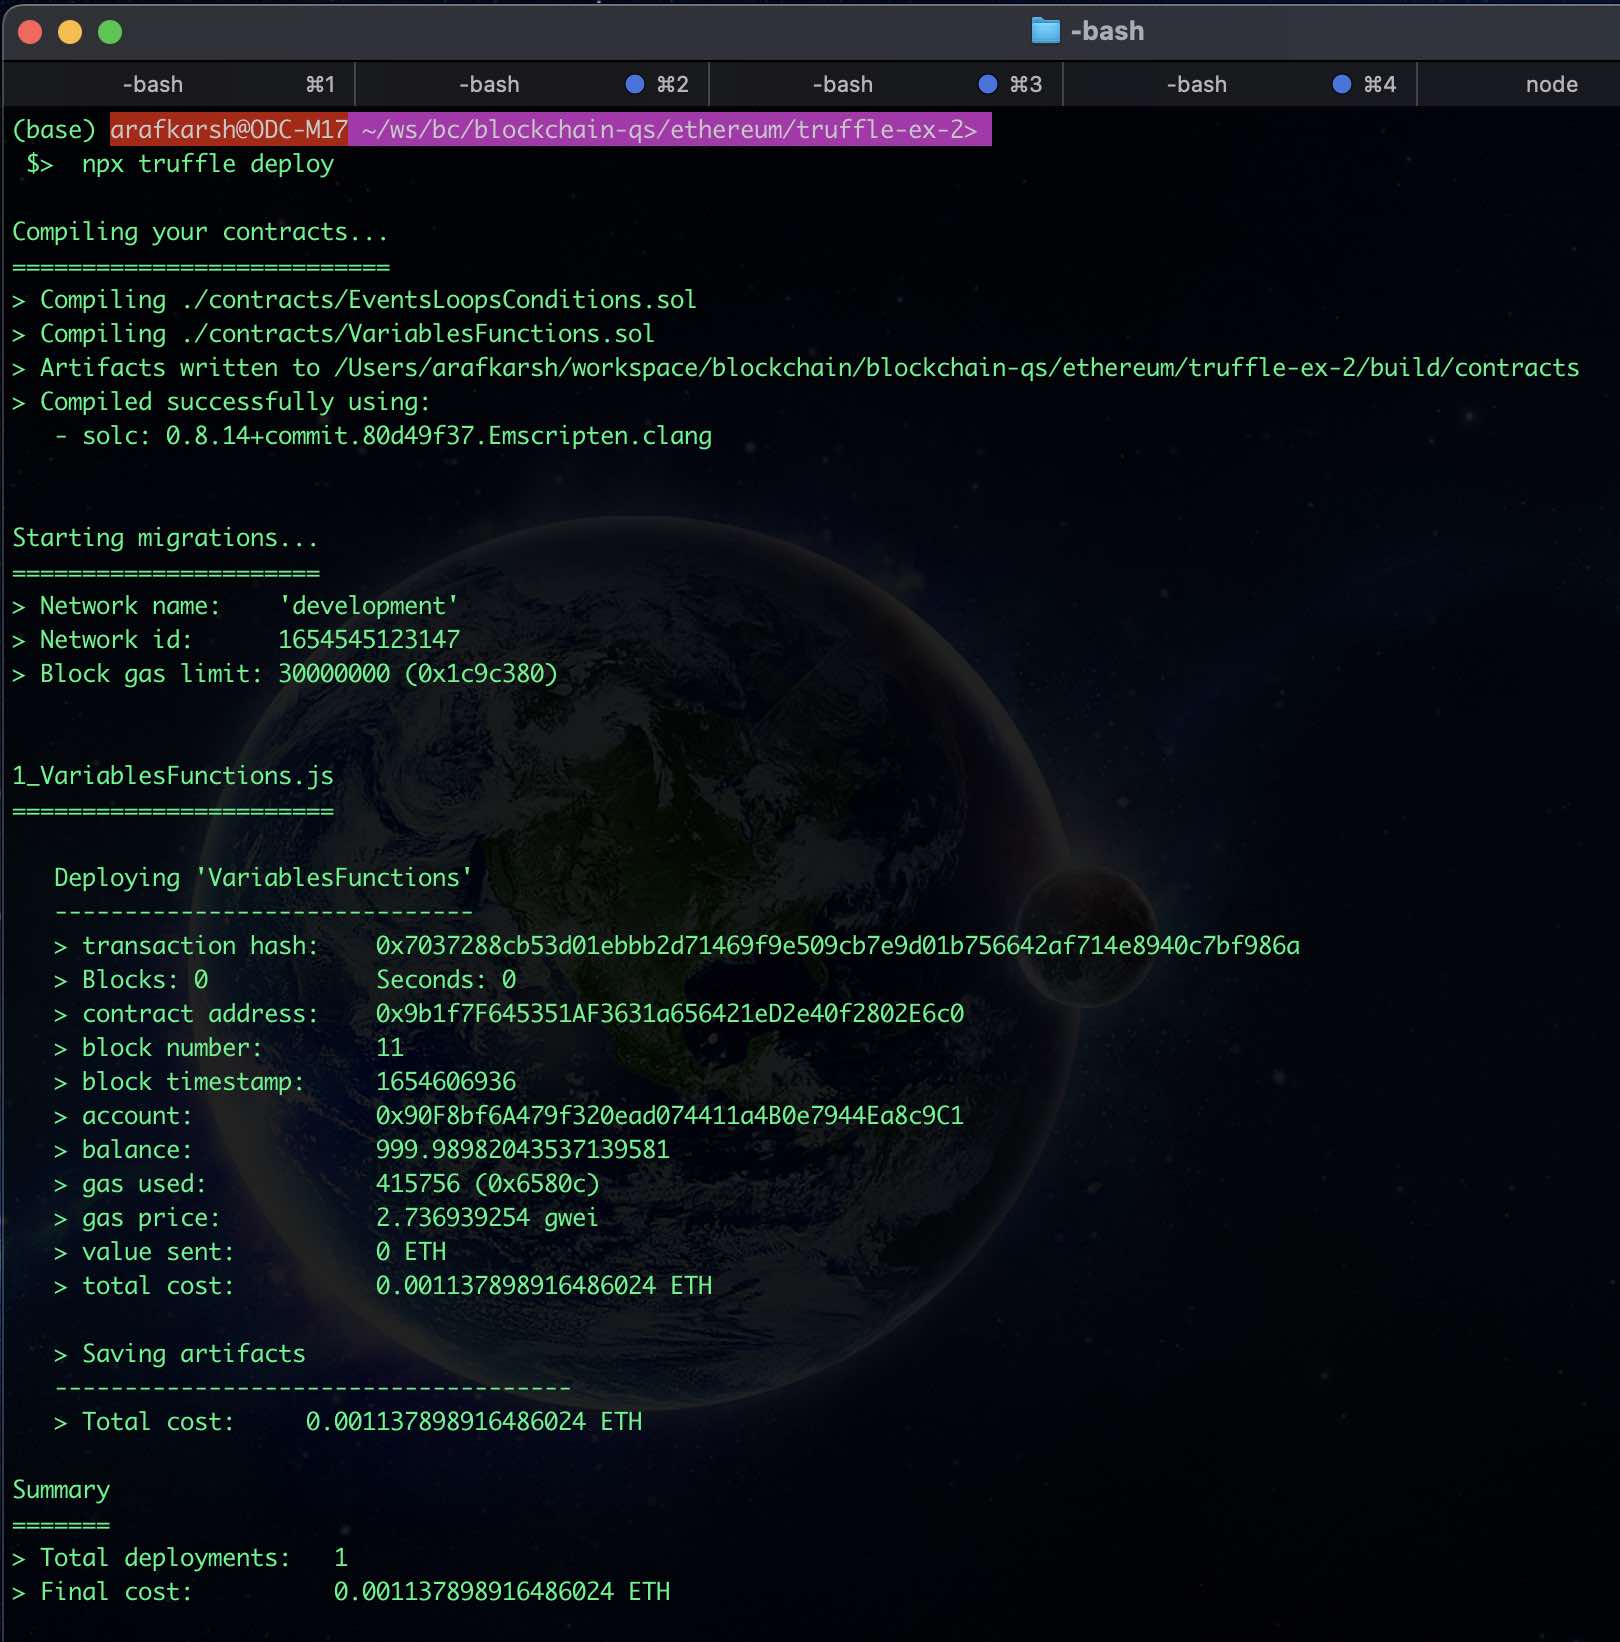 -bash
-bash ⌘1 -bash ⌘2 -bash ⌘3 -bash ⌘4 node
(base) arafkarsh@ODC-M17 ~/ws/bc/blockchain-qs/ethereum/truffle-ex-2>
$> npx truffle deploy
Compiling your contracts...
===========================
> Compiling ./contracts/EventsLoopsConditions.sol
> Compiling ./contracts/VariablesFunctions.sol
> Artifacts written to /Users/arafkarsh/workspace/blockchain/blockchain-qs/ethereum/truffle-ex-2/build/contracts
> Compiled successfully using:
- solc: 0.8.14+commit.80d49f37.Emscripten.clang
Starting migrations...
======================
> Network name: 'development'
> Network id: 1654545123147
> Block gas limit: 30000000 (0x1c9c380)
1_VariablesFunctions.js
=======================
Deploying 'VariablesFunctions'
------------------------------
> transaction hash: 0x7037288cb53d01ebbb2d71469f9e509cb7e9d01b756642af714e8940c7bf986a
> Blocks: 0 Seconds: 0
> contract address: 0x9b1f7F645351AF3631a656421eD2e40f2802E6c0
> block number: 11
> block timestamp: 1654606936
> account: 0x90F8bf6A479f320ead074411a4B0e7944Ea8c9C1
> balance: 999.98982043537139581
> gas used: 415756 (0x6580c)
> gas price: 2.736939254 gwei
> value sent: 0 ETH
> total cost: 0.001137898916486024 ETH
> Saving artifacts
-------------------------------------
> Total cost: 0.001137898916486024 ETH
Summary
=======
> Total deployments: 1
> Final cost: 0.001137898916486024 ETH